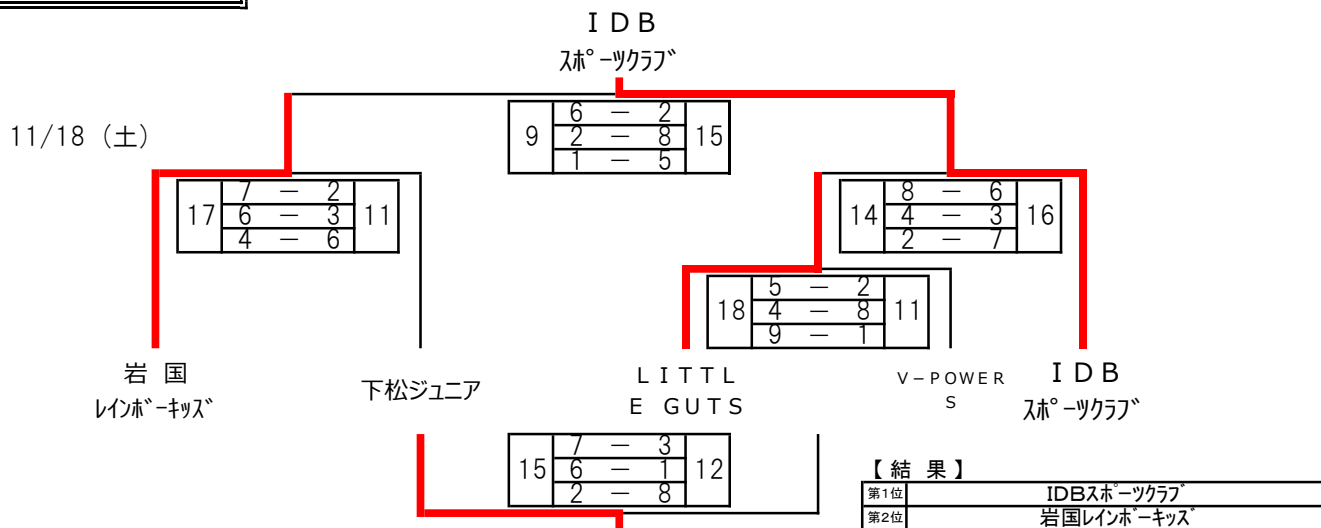 ＩＤＢ
ｽﾎﾟｰﾂｸﾗﾌﾞ
11/18（土）
9 6 － 2 15
2 － 8
1 － 5
17 7 － 2 11
6 － 3
4 － 6
14 8 － 6 16
4 － 3
2 － 7
18 5 － 2 11
4 － 8
9 － 1
岩 国
ﾚｲﾝﾎﾞｰｷｯｽﾞ
下松ジュニア
ＬＩＴＴＬ
Ｅ ＧＵＴＳ
Ｖ－ＰＯＷＥＲ
Ｓ
ＩＤＢ
ｽﾎﾟｰﾂｸﾗﾌﾞ
15 7 － 3 12
6 － 1
2 － 8
【 結 果 】
第1位 IDBｽﾎﾟｰﾂｸﾗﾌﾞ
第2位 岩国ﾚｲﾝﾎﾞｰｷｯｽﾞ